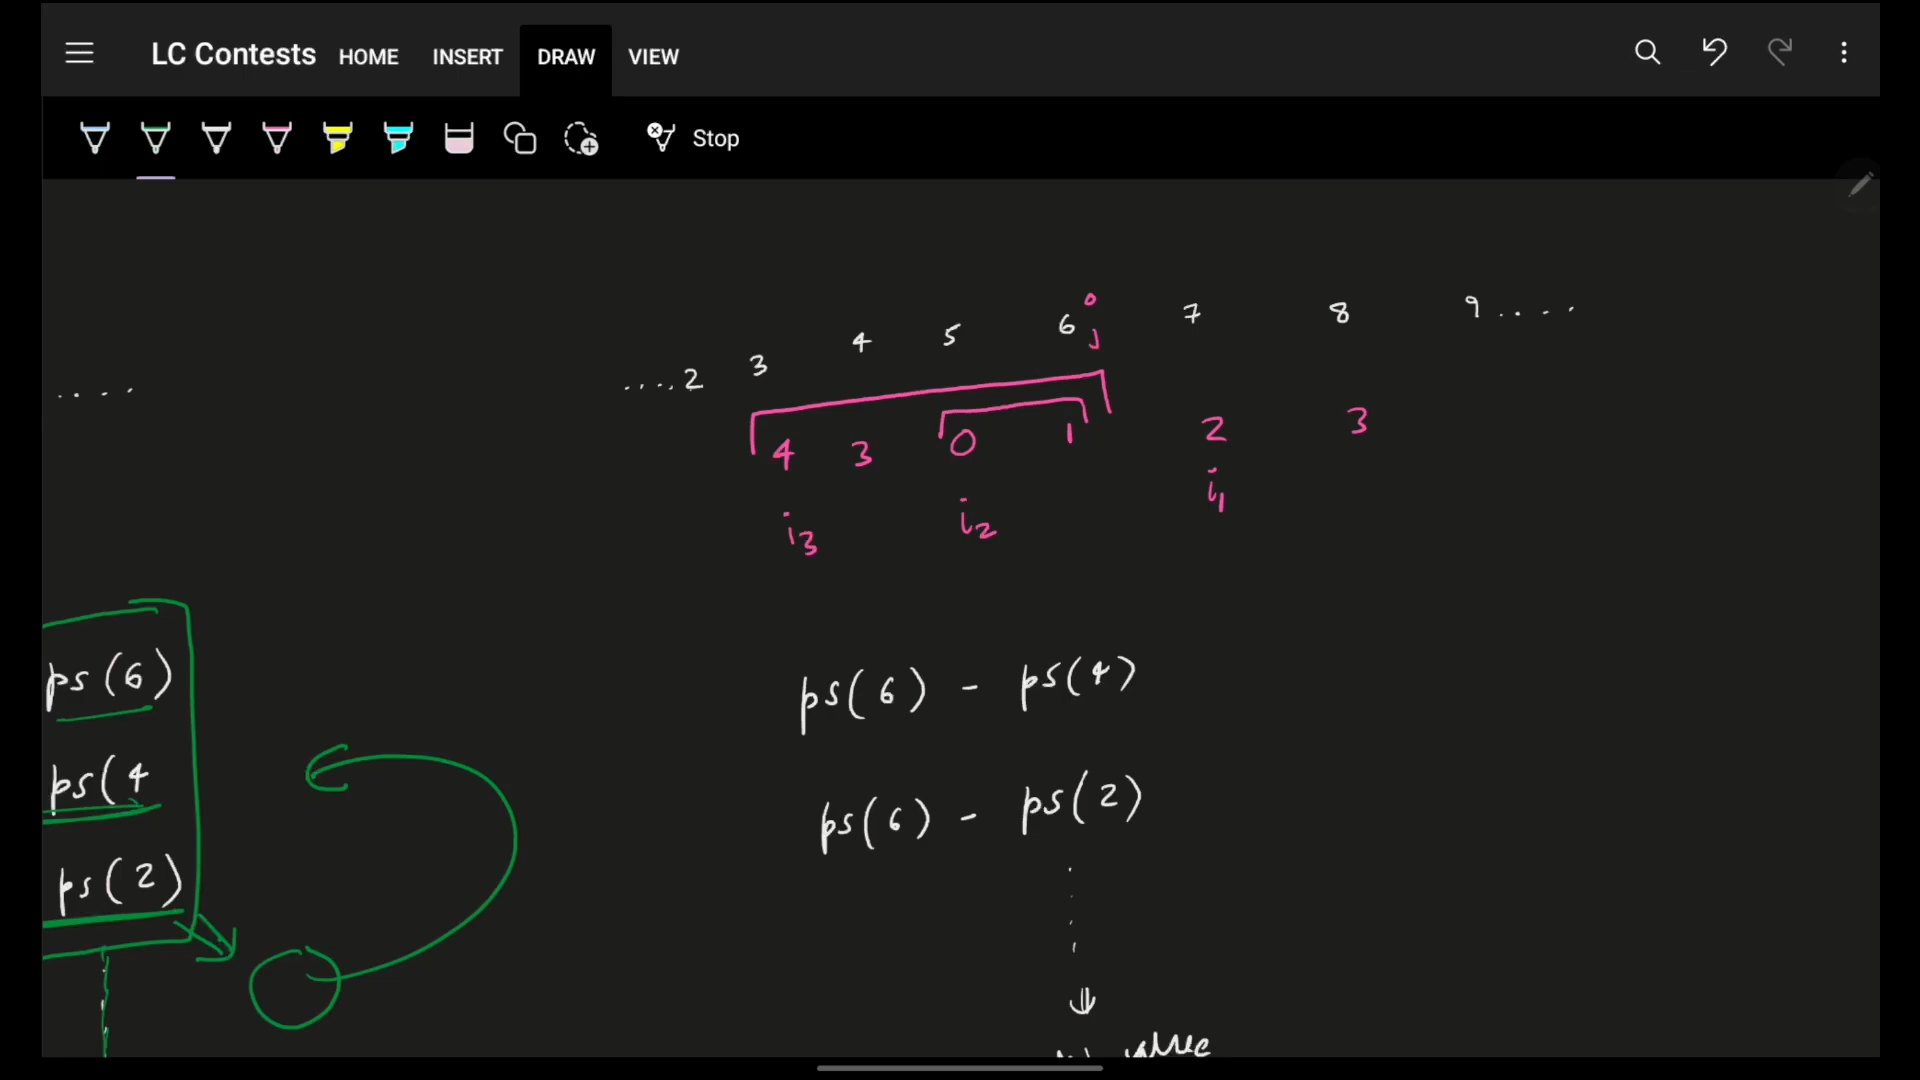 LC Contests HOME INSERT DRAW VIEW
Stop
. . . . 
. . . . 2 3 4 5 6 j 7 8 9 . . . .
4 3 0 1 2 3
i3 i2 i1
ps(6)
ps(4
ps(2)
ps(6) - ps(4)
ps(6) - ps(2)
value